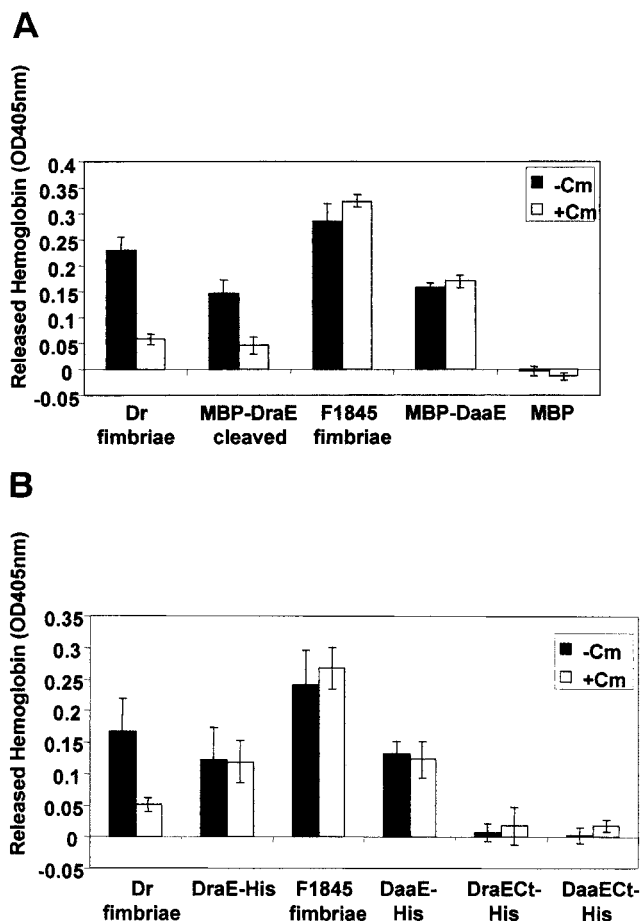 A
Released Hemoglobin (OD405nm)
0.4
0.35
0.3
0.25
0.2
0.15
0.1
0.05
0
-0.05
-Cm
+Cm
Dr fimbriae
MBP-DraE cleaved
F1845 fimbriae
MBP-DaaE
MBP
B
Released Hemoglobin (OD405nm)
0.35
0.3
0.25
0.2
0.15
0.1
0.05
0
-0.05
-Cm
+Cm
Dr fimbriae
DraE-His
F1845 fimbriae
DaaE-His
DraECt-His
DaaECt-His